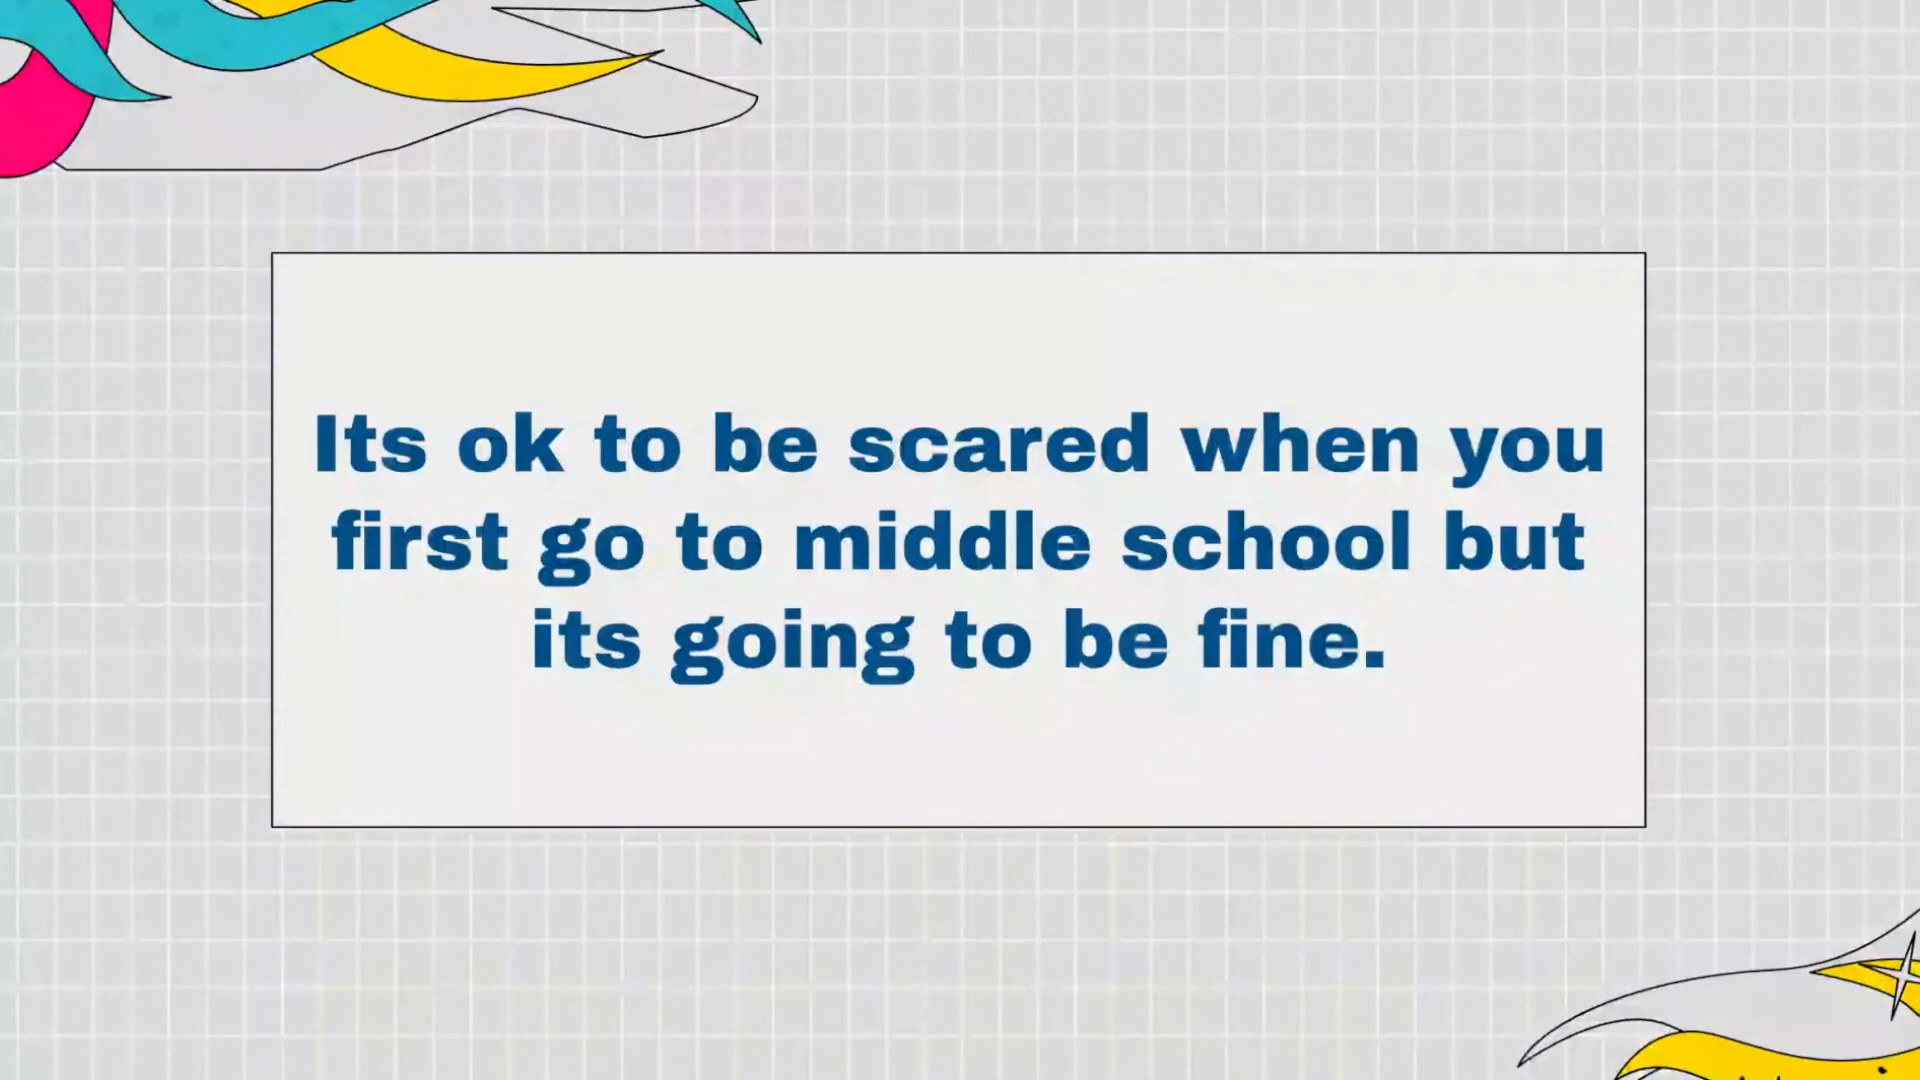 Its ok to be scared when you
first go to middle school but
its going to be fine.